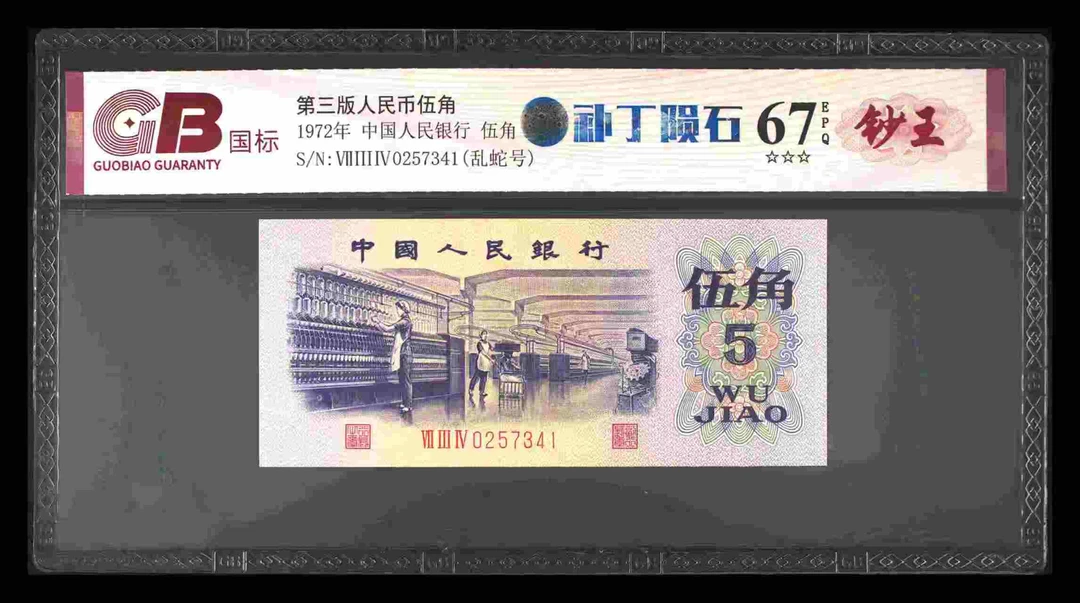 GB 国标
GUOBIAO GUARANTY
第三版人民币伍角
1972年 中国人民银行 伍角
S/N: ⅦⅢⅣ0257341(乱蛇号)
补丁陨石
67 EPQ
☆☆☆
钞王
中國人民銀行
伍角
5
WU
JIAO
ⅦⅢⅣ0257341